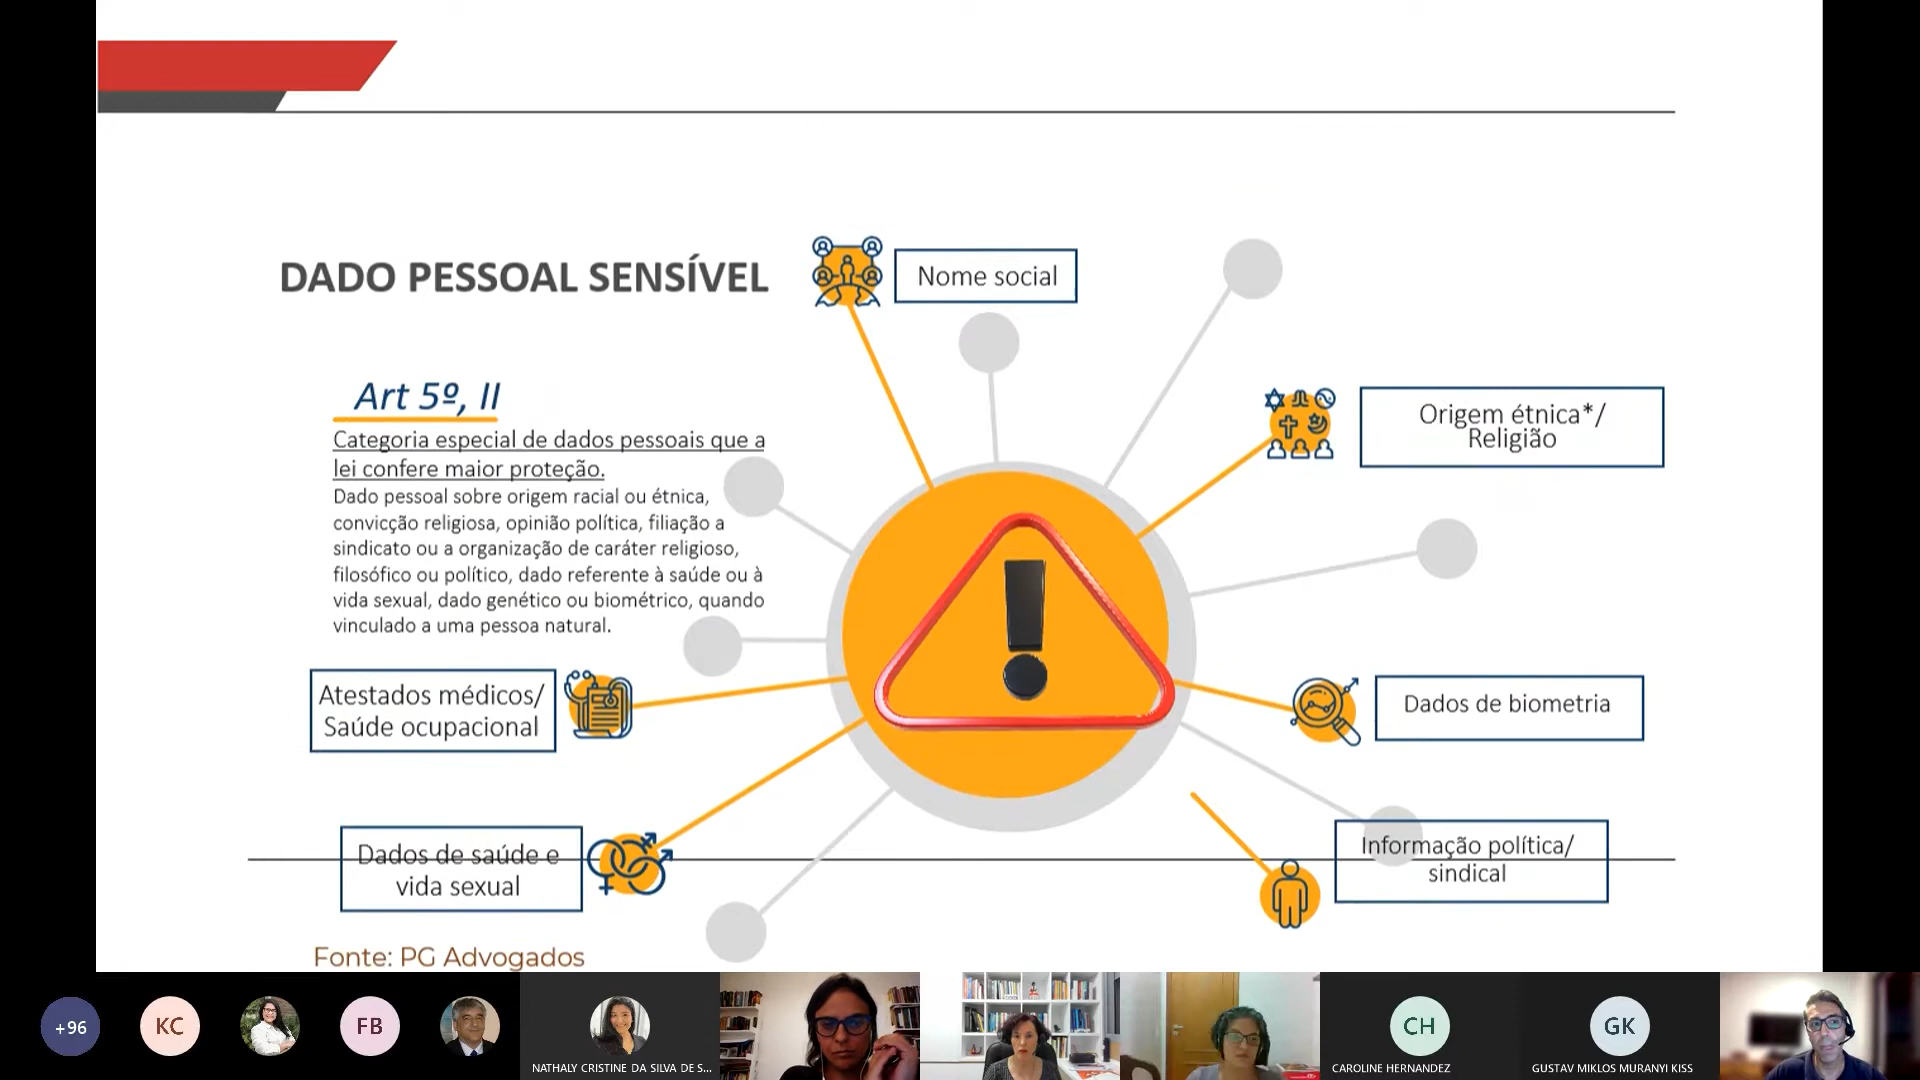 DADO PESSOAL SENSÍVEL
Nome social
Art 5º, II
Categoria especial de dados pessoais que a
lei confere maior proteção.
Dado pessoal sobre origem racial ou étnica,
convicção religiosa, opinião política, filiação a
sindicato ou a organização de caráter religioso,
filosófico ou político, dado referente à saúde ou à
vida sexual, dado genético ou biométrico, quando
vinculado a uma pessoa natural.
Origem étnica*/
Religião
Atestados médicos/
Saúde ocupacional
Dados de biometria
Dados de saúde e
vida sexual
Informação política/
sindical
Fonte: PG Advogados
+96
KC
FB
NATHALY CRISTINE DA SILVA DE S...
CH
CAROLINE HERNANDEZ
GK
GUSTAV MIKLOS MURANYI KISS